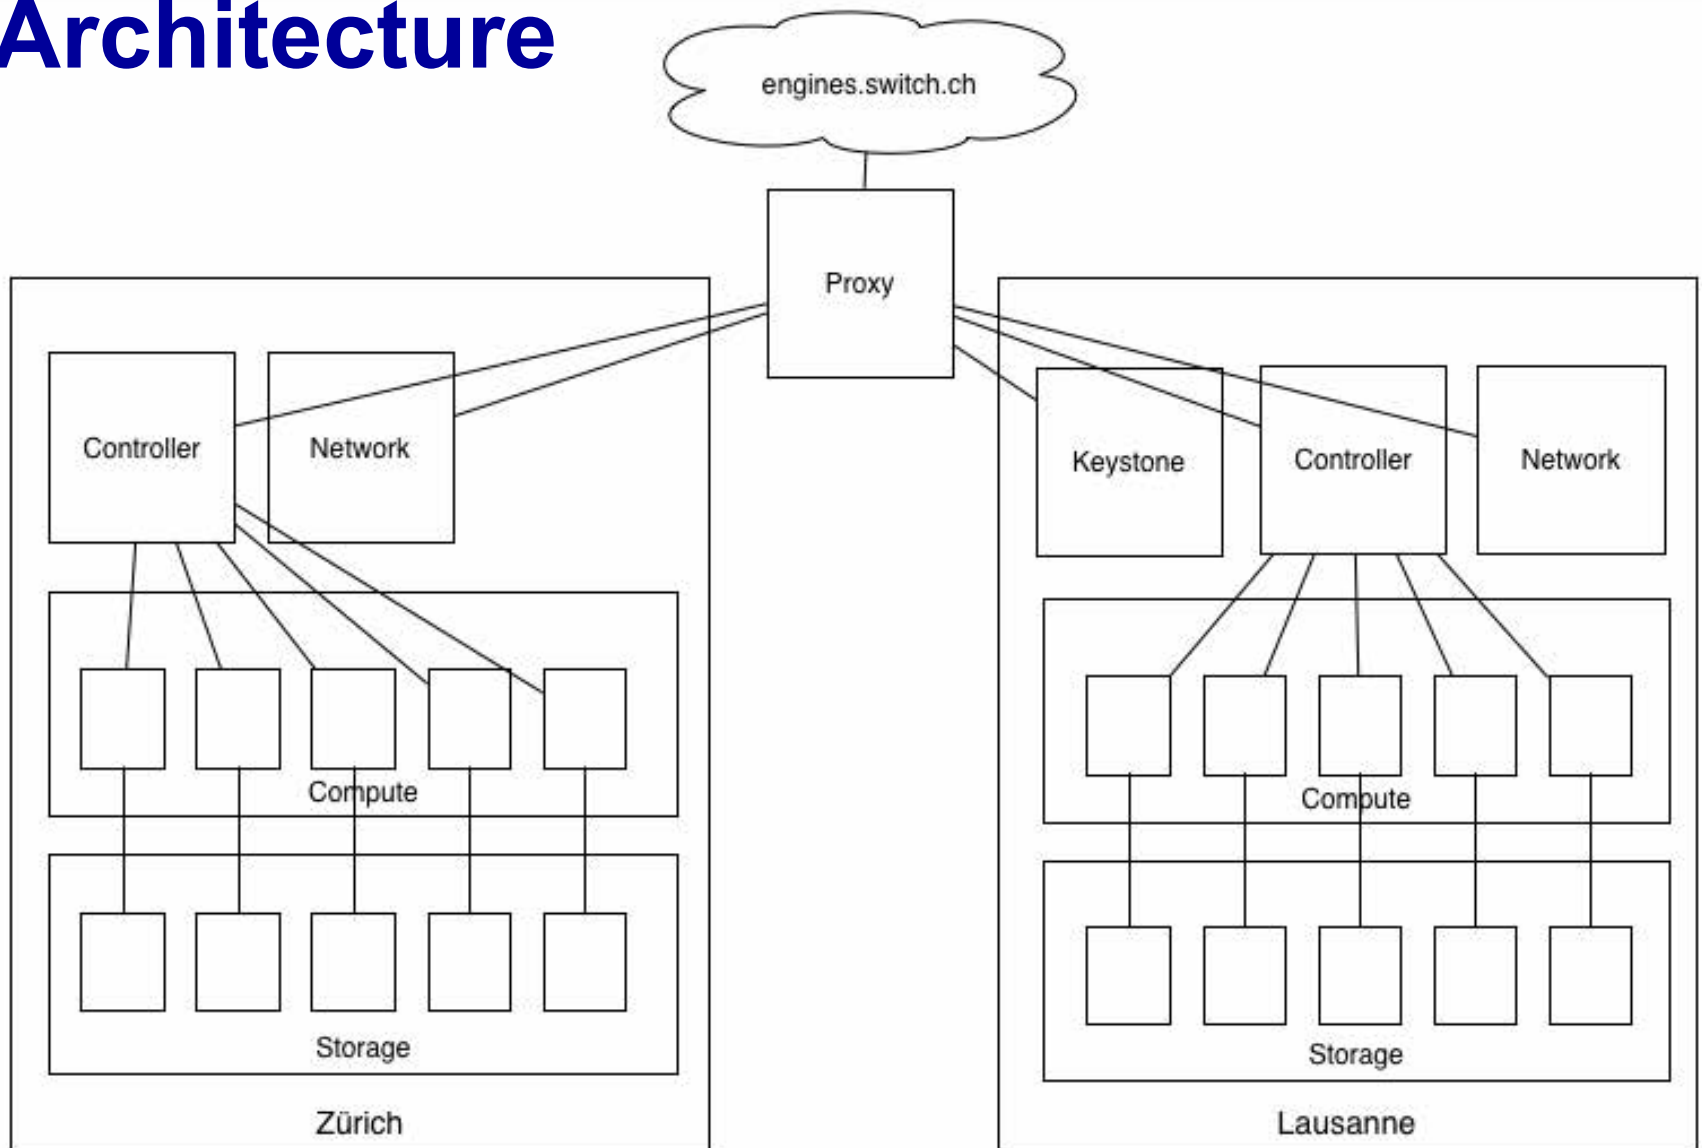 Architecture
engines.switch.ch
Proxy
Controller
Network
Compute
Storage
Zürich
Keystone
Controller
Network
Compute
Storage
Lausanne